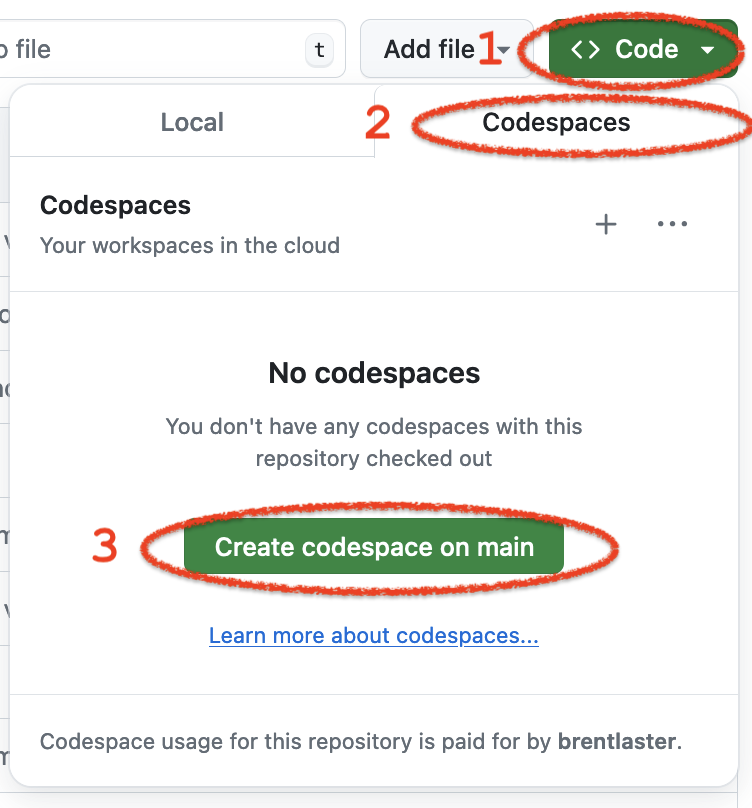 file
t
Add file
1
<> Code
Local
2
Codespaces
Codespaces
Your workspaces in the cloud
No codespaces
You don't have any codespaces with this
repository checked out
3
Create codespace on main
Learn more about codespaces...
Codespace usage for this repository is paid for by brentlaster.